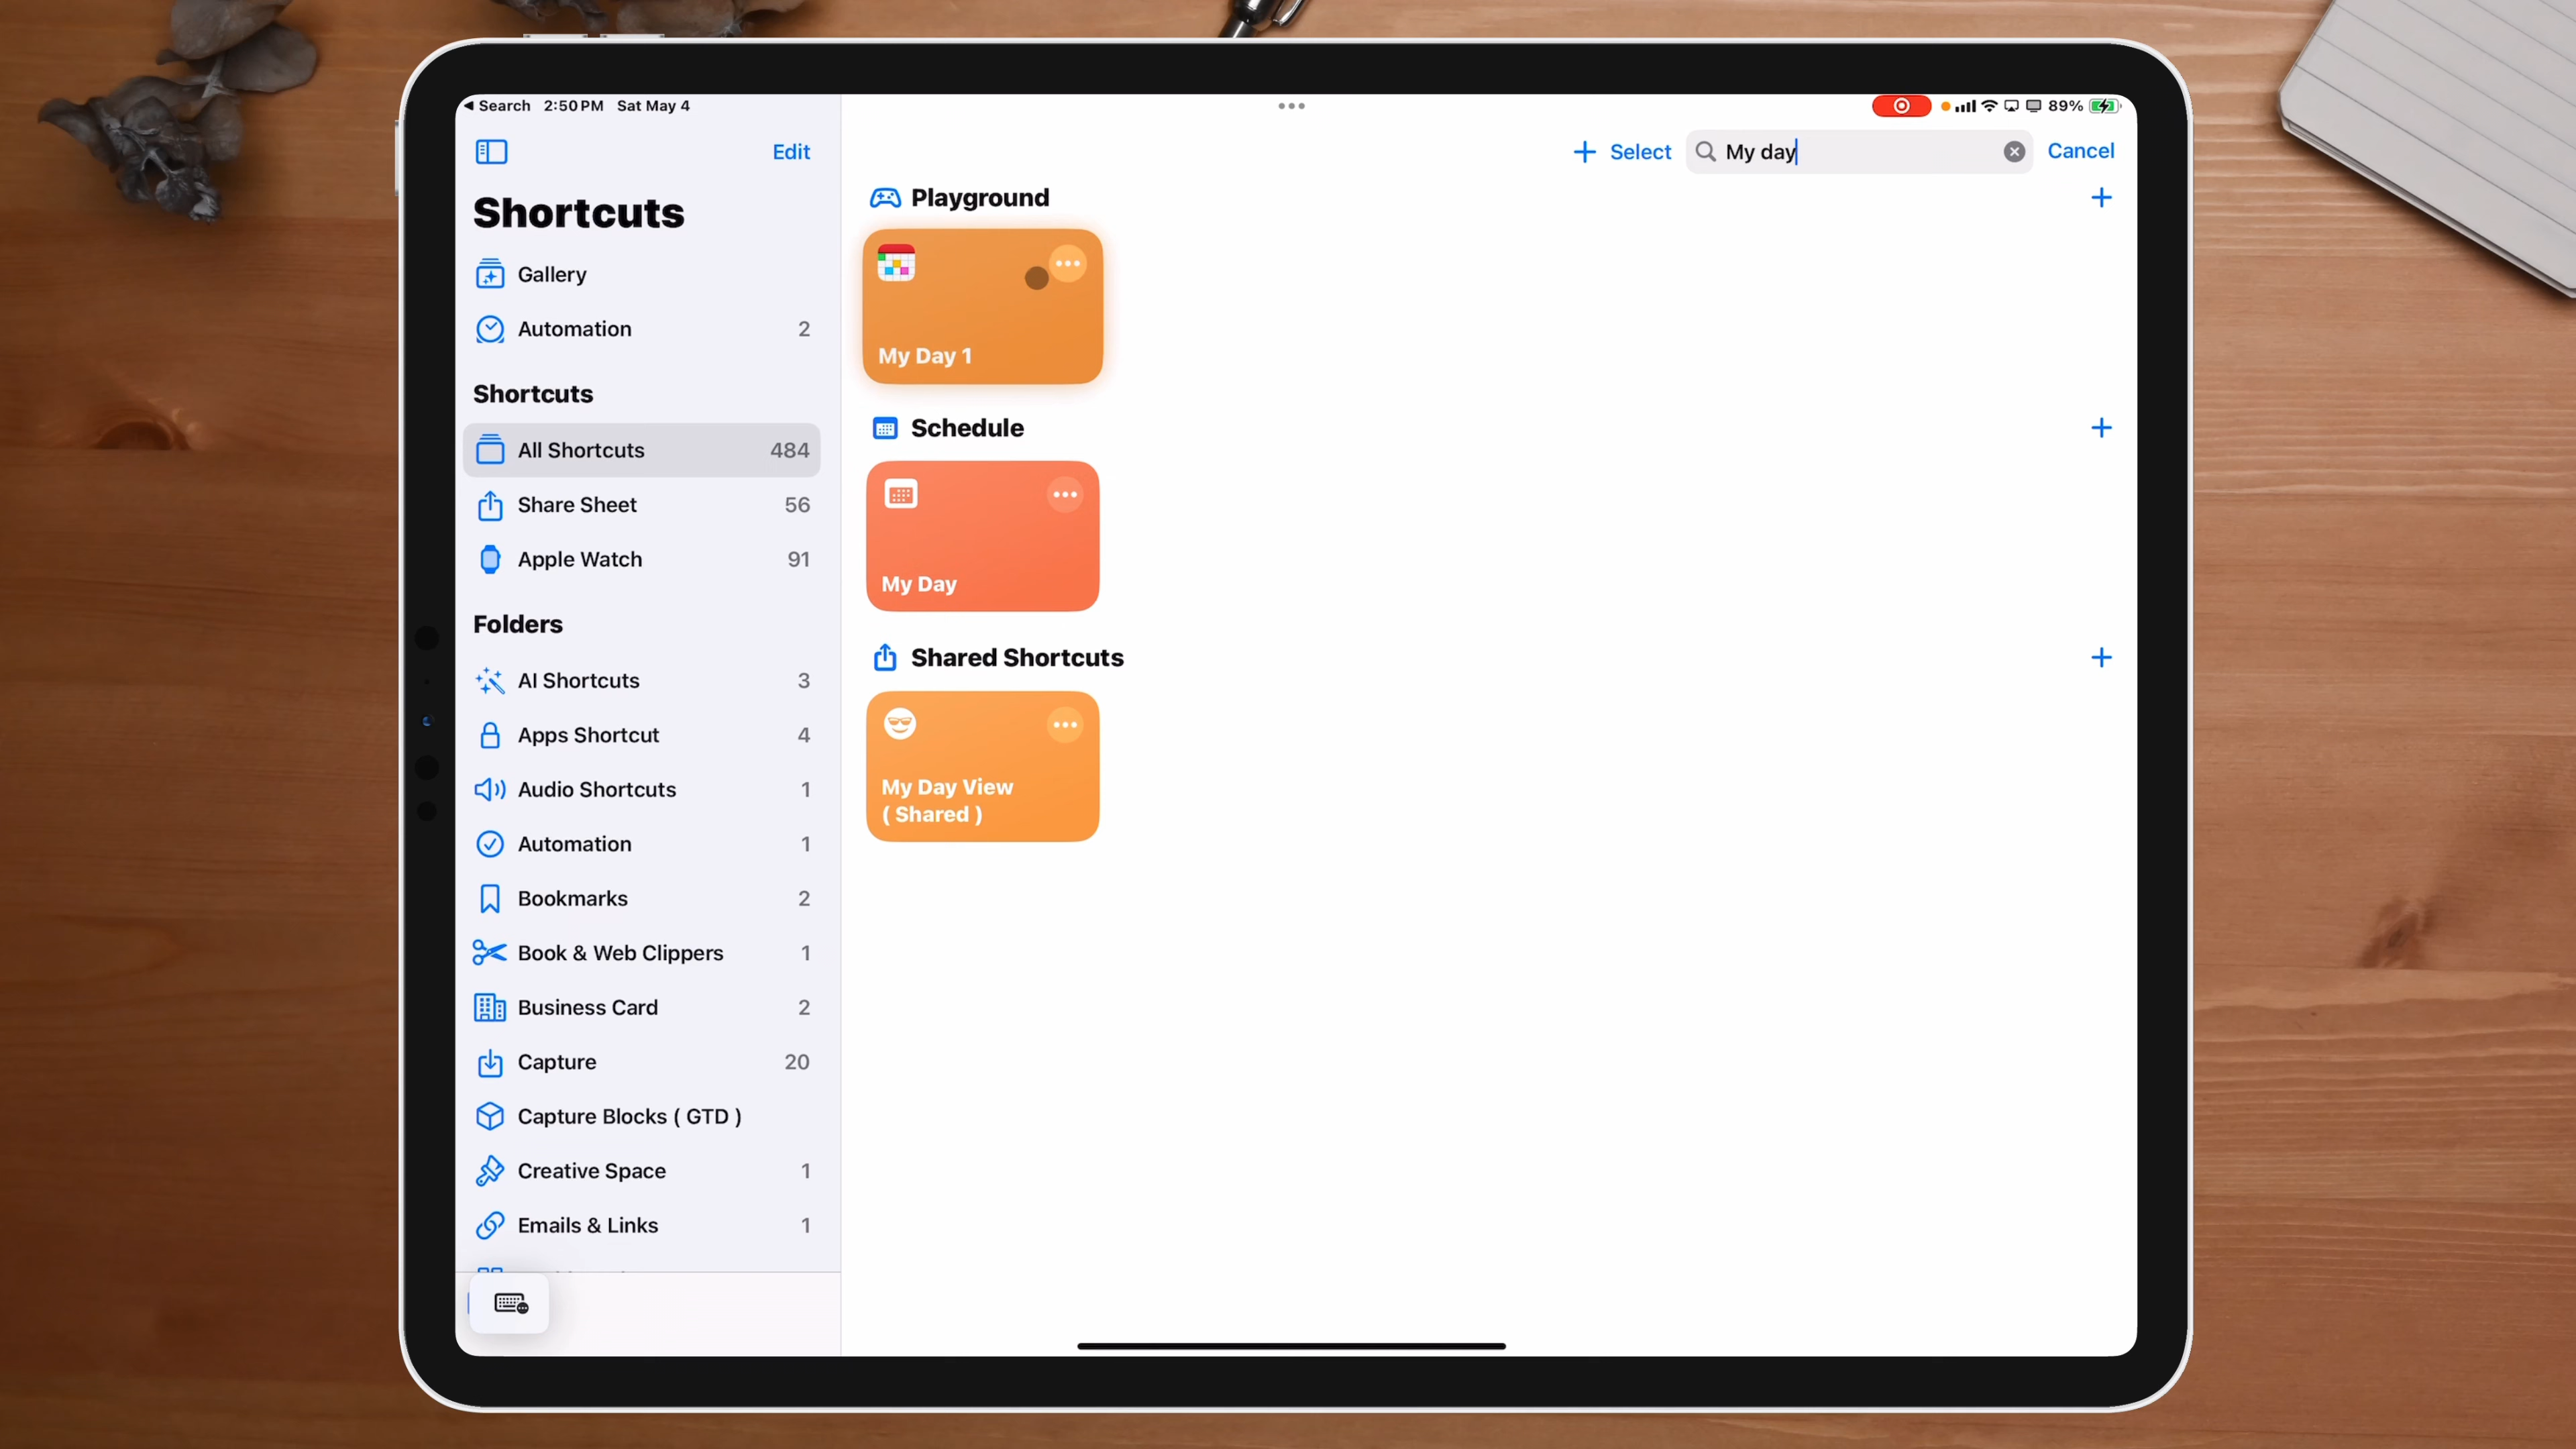 Search 2:50 PM Sat May 4
89%
Edit
Select
My day
Cancel
Shortcuts
Gallery
Automation 2
Shortcuts
All Shortcuts 484
Share Sheet 56
Apple Watch 91
Folders
AI Shortcuts 3
Apps Shortcut 4
Audio Shortcuts 1
Automation 1
Bookmarks 2
Book & Web Clippers 1
Business Card 2
Capture 20
Capture Blocks ( GTD )
Creative Space 1
Emails & Links 1
Playground
My Day 1
Schedule
My Day
Shared Shortcuts
My Day View
( Shared )